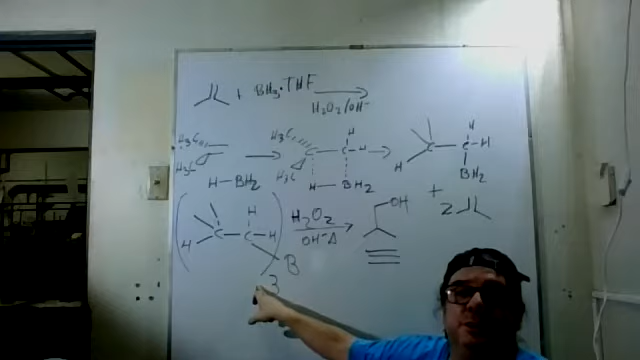 + BH3·THF
H2O2/OH-
H3C H3C H
H3C C C H C C H
H3C H
H BH2 H BH2 BH2
+
2
H H2O2 OH
H C C H OH- Δ
B
3